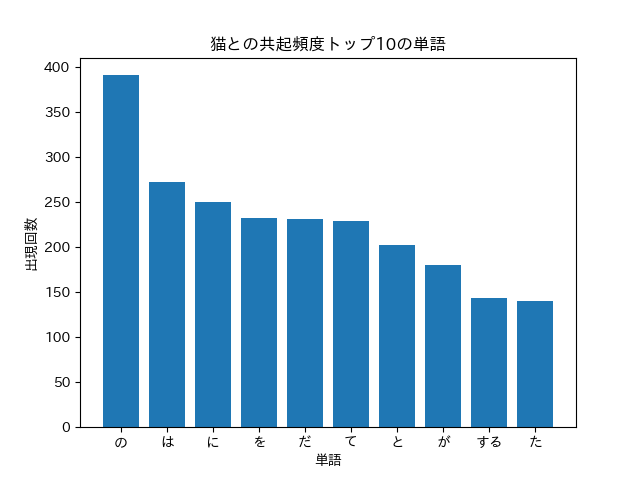 猫との共起頻度トップ10の単語
出現回数
400
350
300
250
200
150
100
50
0
の は に を だ て と が する た
単語